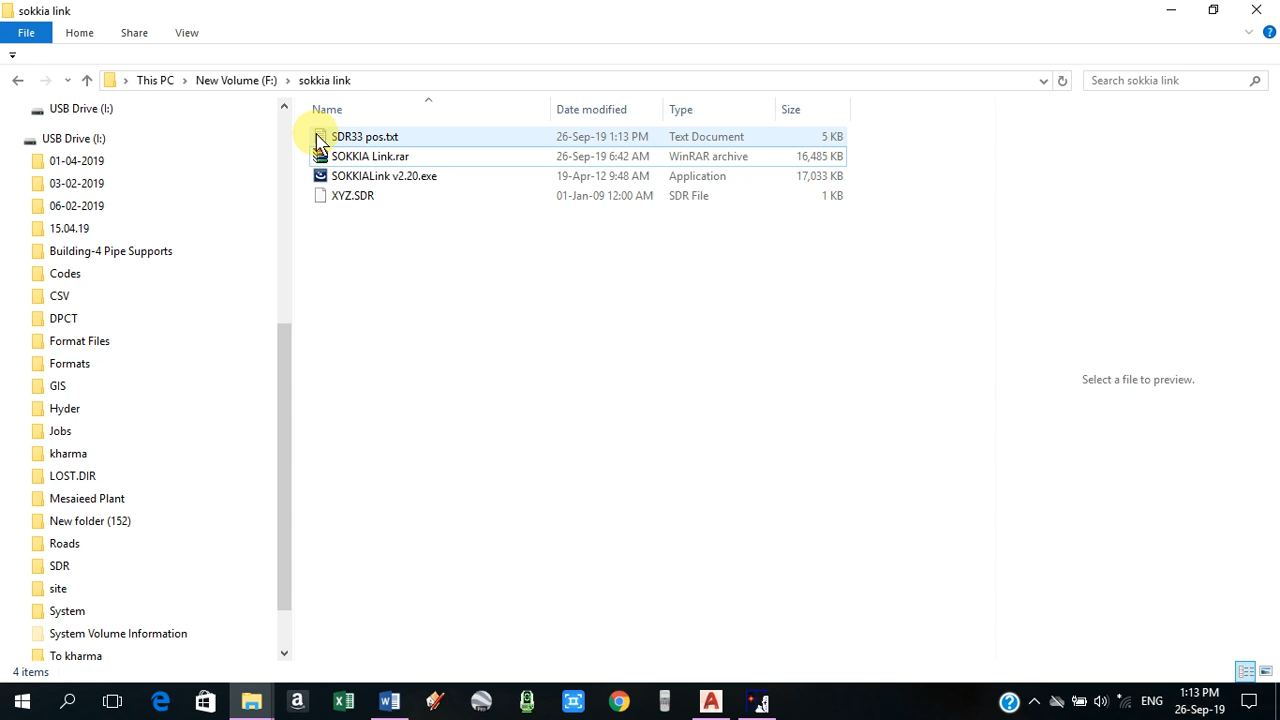 sokkia link
File Home Share View
This PC New Volume (F:) sokkia link
Search sokkia link
USB Drive (I:)
USB Drive (I:)
01-04-2019
03-02-2019
06-02-2019
15.04.19
Building-4 Pipe Supports
Codes
CSV
DPCT
Format Files
Formats
GIS
Hyder
Jobs
kharma
LOST.DIR
Mesaieed Plant
New folder (152)
Roads
SDR
site
System
System Volume Information
To kharma
Name Date modified Type Size
SDR33 pos.txt 26-Sep-19 1:13 PM Text Document 5 KB
SOKKIA Link.rar 26-Sep-19 6:42 AM WinRAR archive 16,485 KB
SOKKIALink v2.20.exe 19-Apr-12 9:48 AM Application 17,033 KB
XYZ.SDR 01-Jan-09 12:00 AM SDR File 1 KB
Select a file to preview.
4 items
ENG
1:13 PM
26-Sep-19